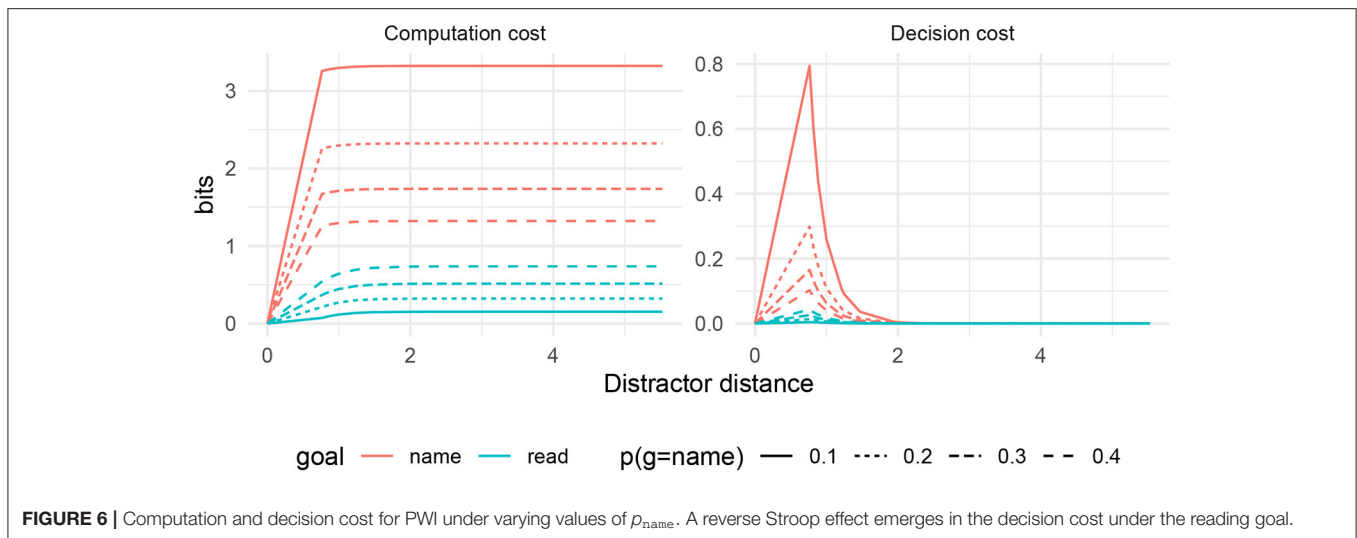 Computation cost Decision cost
3
2
1
0
bits
0.8
0.6
0.4
0.2
0.0
0 2 4 0 2 4
Distractor distance
goal name read p(g=name) 0.1 0.2 0.3 0.4
FIGURE 6 | Computation and decision cost for PWI under varying values of pname. A reverse Stroop effect emerges in the decision cost under the reading goal.